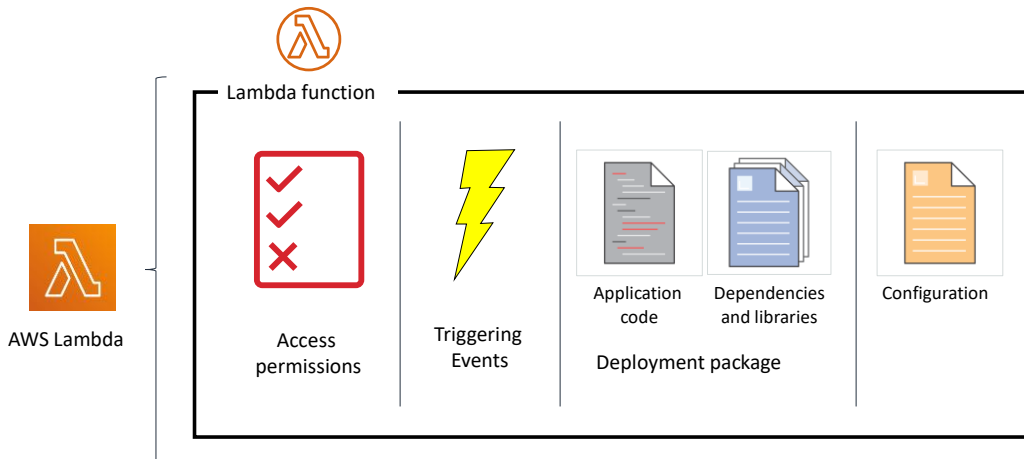 Lambda function
AWS Lambda
Access
permissions
Triggering
Events
Application
code
Dependencies
and libraries
Deployment package
Configuration